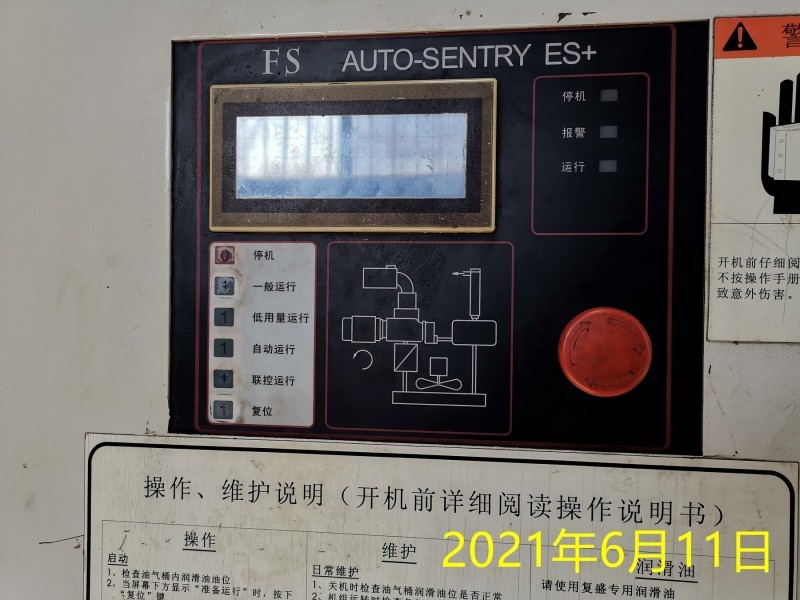 FS AUTO-SENTRY ES+
停机
报警
运行
停机
一般运行
低用量运行
自动运行
联控运行
复位
开机前仔细阅
不按操作手册
致意外伤害。
操作、维护说明（开机前详细阅读操作说明书）
操作
启动
1、检查油气桶内润滑油油位
2、当屏幕下方显示“准备运行”时，按下
“复位”键
维护
日常维护
1、关机时检查油气桶润滑油位是否正常
润滑油
请使用复盛专用润滑油
2021年6月11日